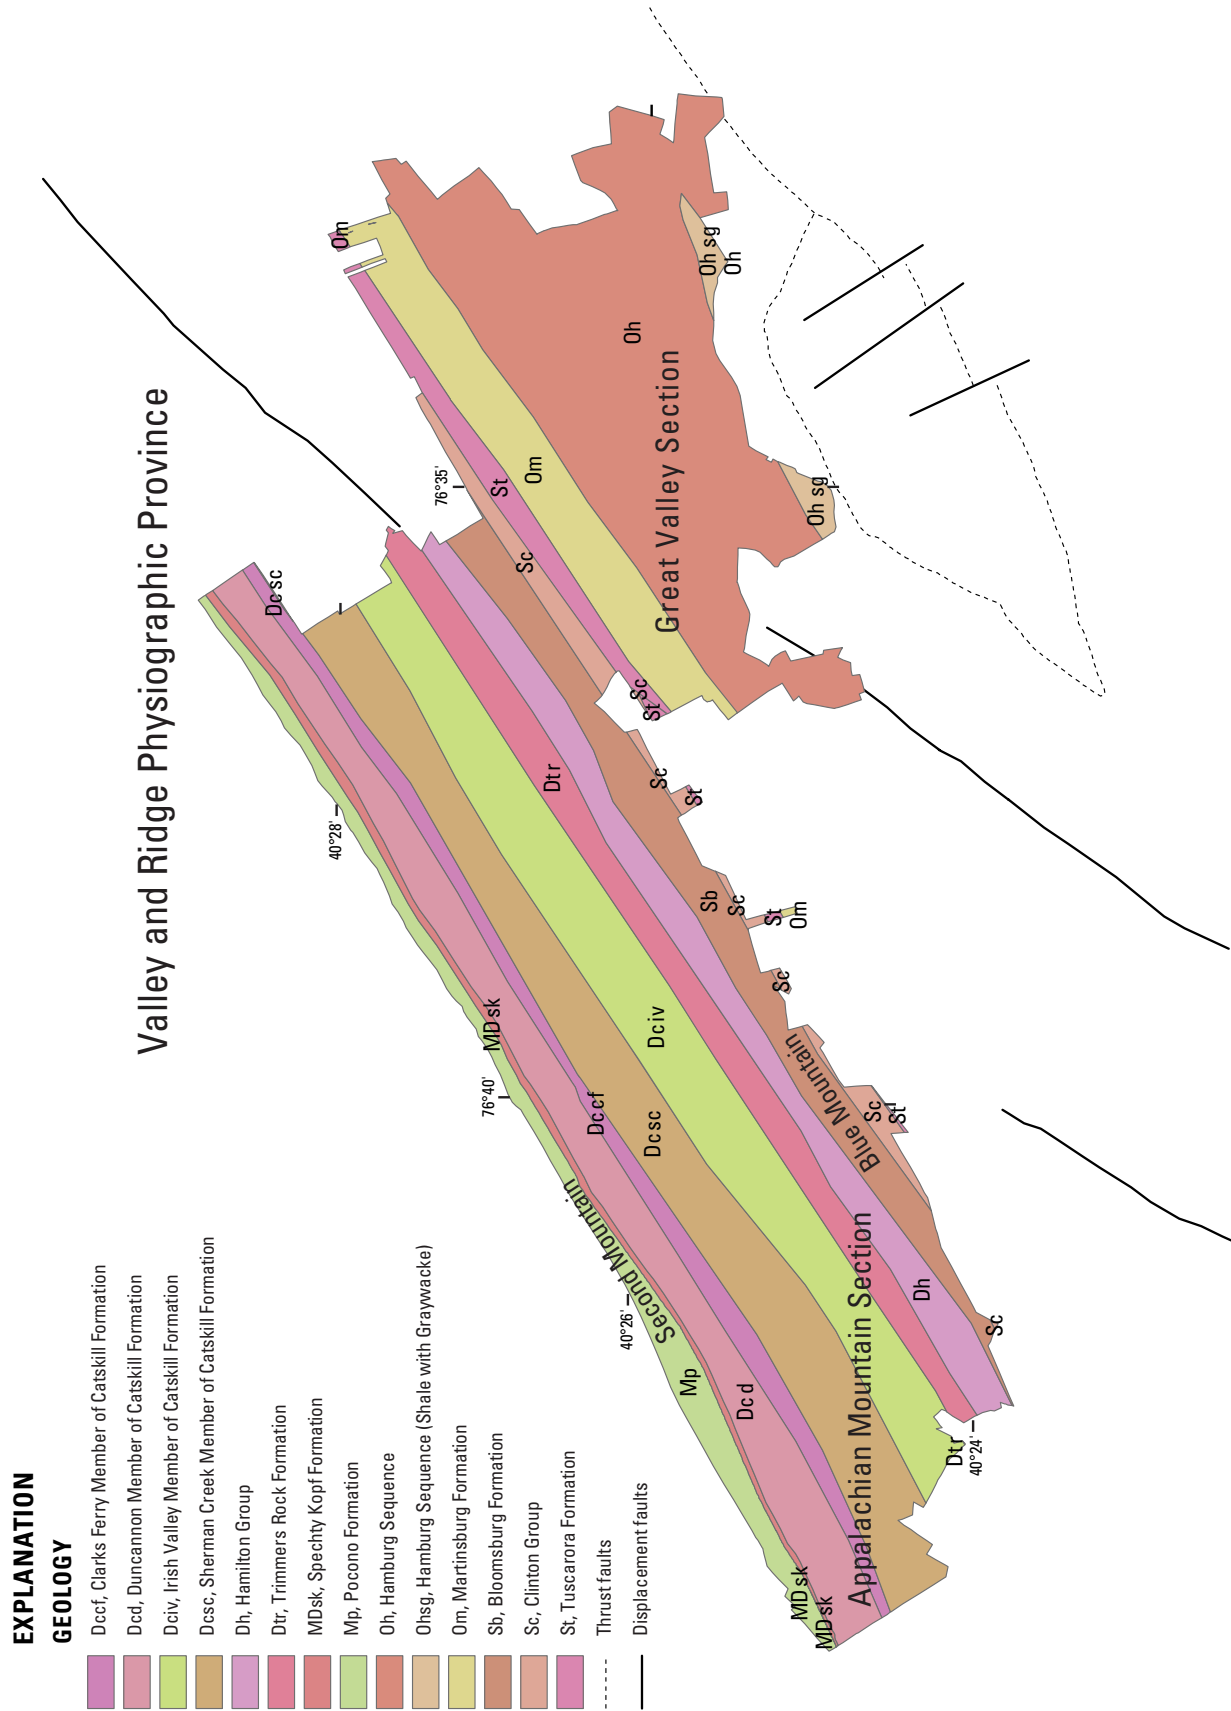 EXPLANATION
GEOLOGY
Dccf, Clarks Ferry Member of Catskill Formation
Dcd, Duncannon Member of Catskill Formation
Dciv, Irish Valley Member of Catskill Formation
Dcsc, Sherman Creek Member of Catskill Formation
Dh, Hamilton Group
Dtr, Trimmers Rock Formation
MDsk, Spechty Kopf Formation
Mp, Pocono Formation
Oh, Hamburg Sequence
Ohsg, Hamburg Sequence (Shale with Graywacke)
Om, Martinsburg Formation
Sb, Bloomsburg Formation
Sc, Clinton Group
St, Tuscarora Formation
Thrust faults
Displacement faults
Valley and Ridge Physiographic Province
40°28'
76°35'
76°40'
40°26'
40°24'
Second Mountain
Blue Mountain
Appalachian Mountain Section
Great Valley Section
MDsk
MDsk
MDsk
Mp
Dcd
Dccf
Dcsc
Dcsc
Dciv
Dtr
Dtr
Dh
Sb
Sc
Sc
Sc
Sc
Sc
Sc
Sc
St
St
St
St
St
Om
Om
Om
Oh
Oh
Ohsg
Ohsg